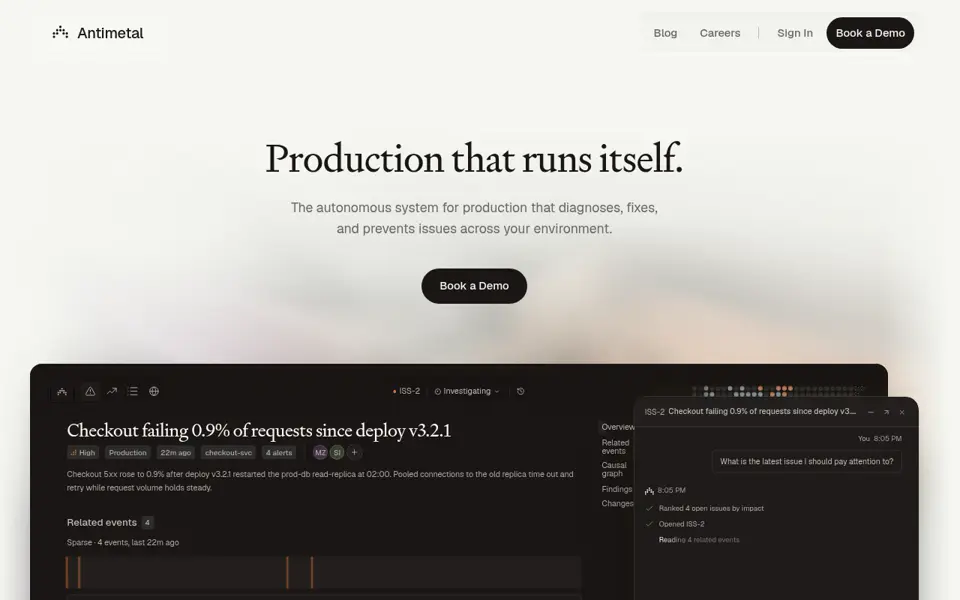 Antimetal
Blog Careers Sign In Book a Demo
Production that runs itself.
The autonomous system for production that diagnoses, fixes,
and prevents issues across your environment.
Book a Demo
ISS-2 Investigating
Checkout failing 0.9% of requests since deploy v3.2.1
High Production 22m ago checkout-svc 4 alerts MZ SI +
Checkout 5xx rose to 0.9% after deploy v3.2.1 restarted the prod-db read-replica at 02:00. Pooled connections to the old replica time out and
retry while request volume holds steady.
Related events 4
Sparse · 4 events, last 22m ago
Overview
Related
events
Causal
graph
Findings
Changes
ISS-2 Checkout failing 0.9% of requests since deploy v3...
You 8:05 PM
What is the latest issue I should pay attention to?
8:05 PM
Ranked 4 open issues by impact
Opened ISS-2
Reading 4 related events